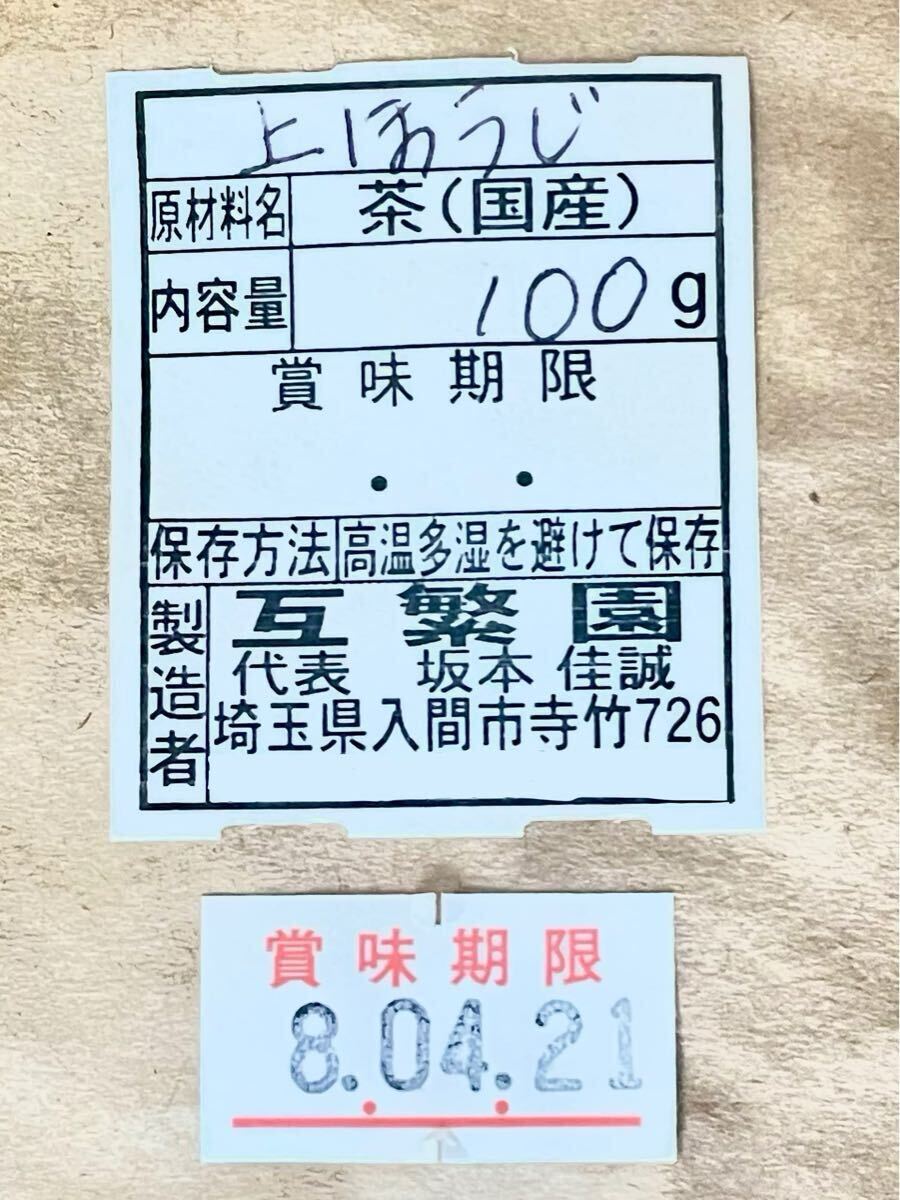 上ほうじ
原材料名 茶(国産)
内容量 100g
賞味期限
. .
保存方法 高温多湿を避けて保存
製造者 互繁園
代表 坂本 佳誠
埼玉県入間市寺竹726
賞味期限
8.04.21